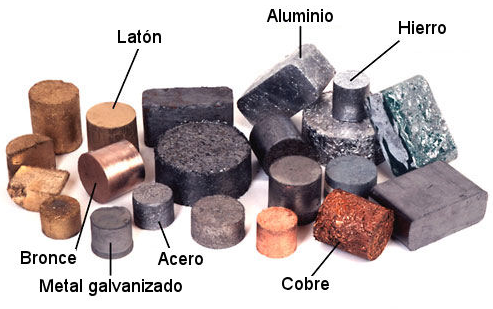 Aluminio
Hierro
Latón
Bronce
Acero
Metal galvanizado
Cobre